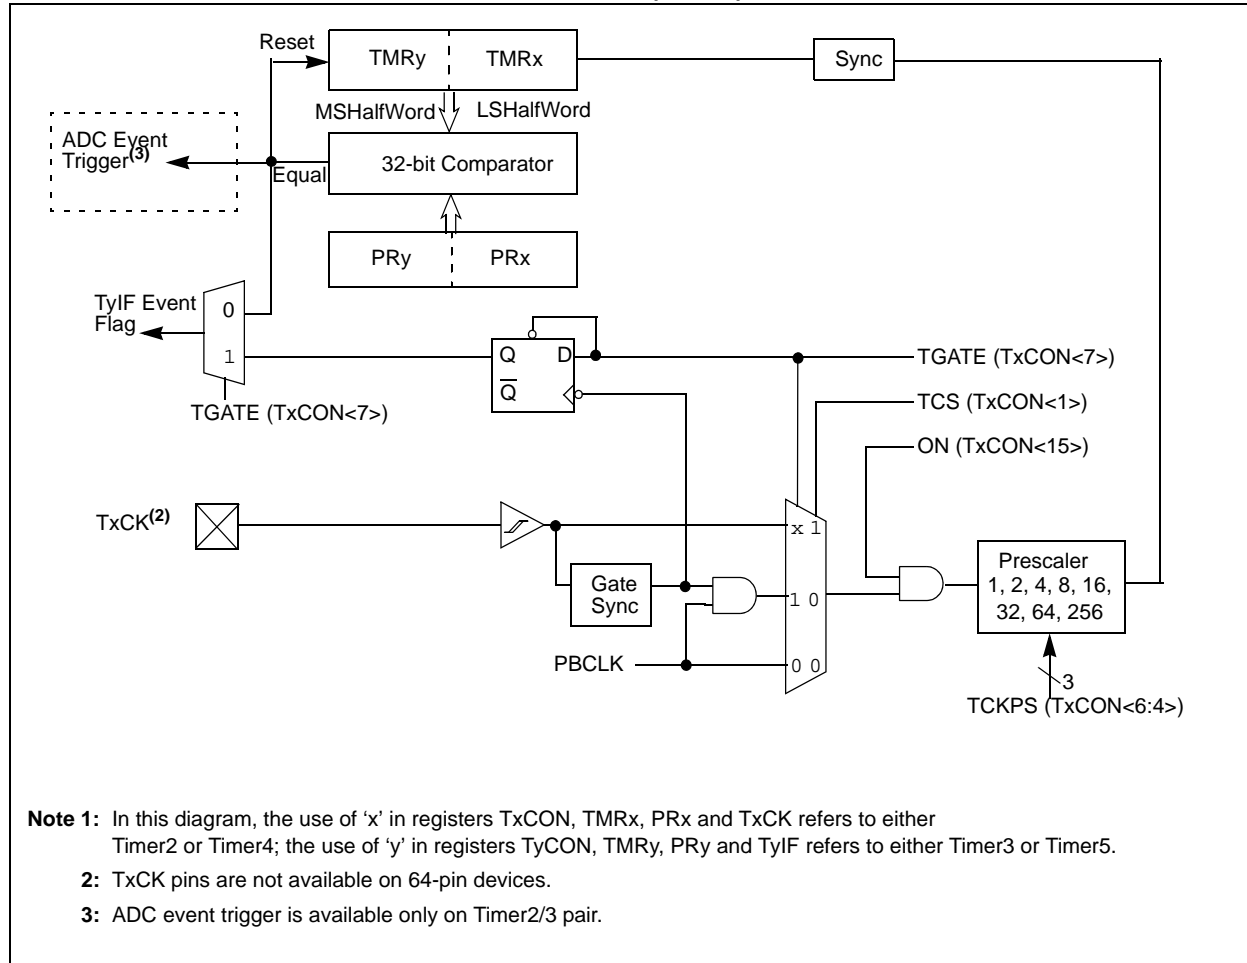 Reset
TMRy
TMRx
Sync
MSHalfWord
LSHalfWord
ADC Event
Trigger(3)
Equal
32-bit Comparator
PRy
PRx
TyIF Event
Flag
0
1
TGATE (TxCON<7>)
Q
D
Q
TGATE (TxCON<7>)
TCS (TxCON<1>)
ON (TxCON<15>)
TxCK(2)
x 1
Gate
Sync
1 0
Prescaler
1, 2, 4, 8, 16,
32, 64, 256
PBCLK
0 0
3
TCKPS (TxCON<6:4>)
Note 1: In this diagram, the use of ‘x’ in registers TxCON, TMRx, PRx and TxCK refers to either
Timer2 or Timer4; the use of ‘y’ in registers TyCON, TMRy, PRy and TyIF refers to either Timer3 or Timer5.
2: TxCK pins are not available on 64-pin devices.
3: ADC event trigger is available only on Timer2/3 pair.